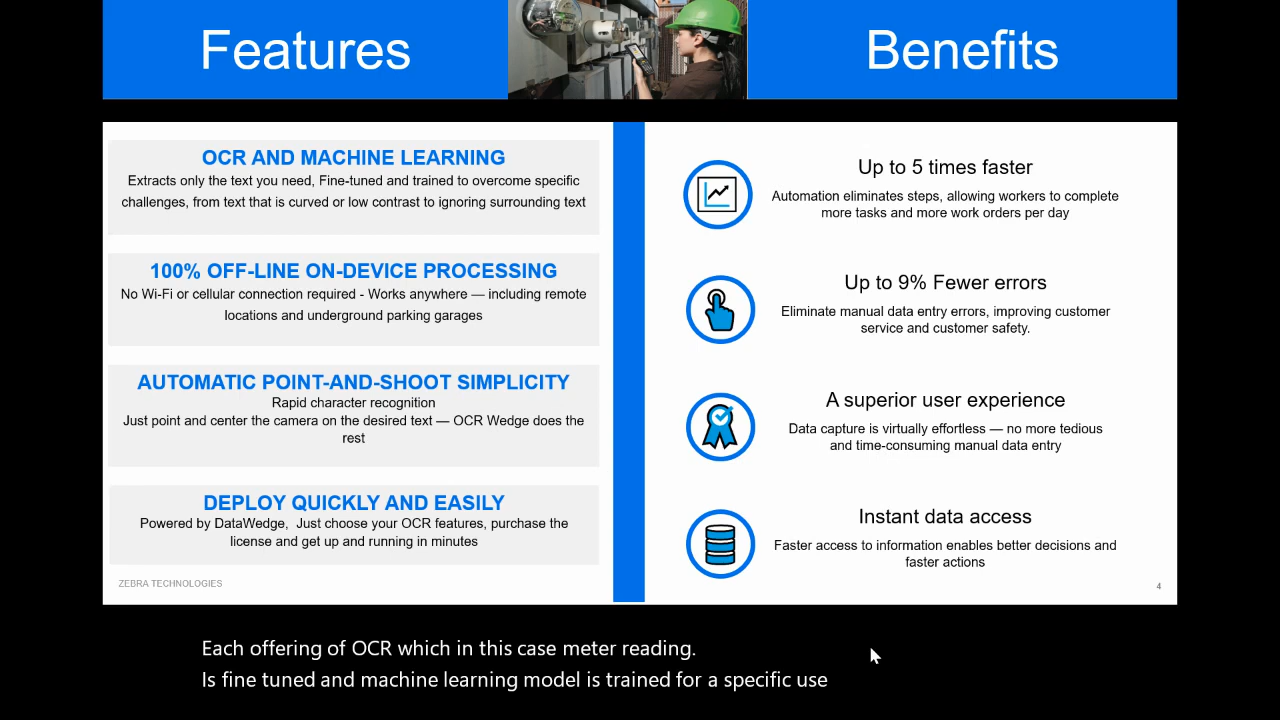 Features
Benefits
OCR AND MACHINE LEARNING
Extracts only the text you need, Fine-tuned and trained to overcome specific
challenges, from text that is curved or low contrast to ignoring surrounding text
100% OFF-LINE ON-DEVICE PROCESSING
No Wi-Fi or cellular connection required - Works anywhere — including remote
locations and underground parking garages
AUTOMATIC POINT-AND-SHOOT SIMPLICITY
Rapid character recognition
Just point and center the camera on the desired text — OCR Wedge does the
rest
DEPLOY QUICKLY AND EASILY
Powered by DataWedge,  Just choose your OCR features, purchase the
license and get up and running in minutes
ZEBRA TECHNOLOGIES
Up to 5 times faster
Automation eliminates steps, allowing workers to complete
more tasks and more work orders per day
Up to 9% Fewer errors
Eliminate manual data entry errors, improving customer
service and customer safety.
A superior user experience
Data capture is virtually effortless — no more tedious
and time-consuming manual data entry
Instant data access
Faster access to information enables better decisions and
faster actions
4
Each offering of OCR which in this case meter reading.
Is fine tuned and machine learning model is trained for a specific use